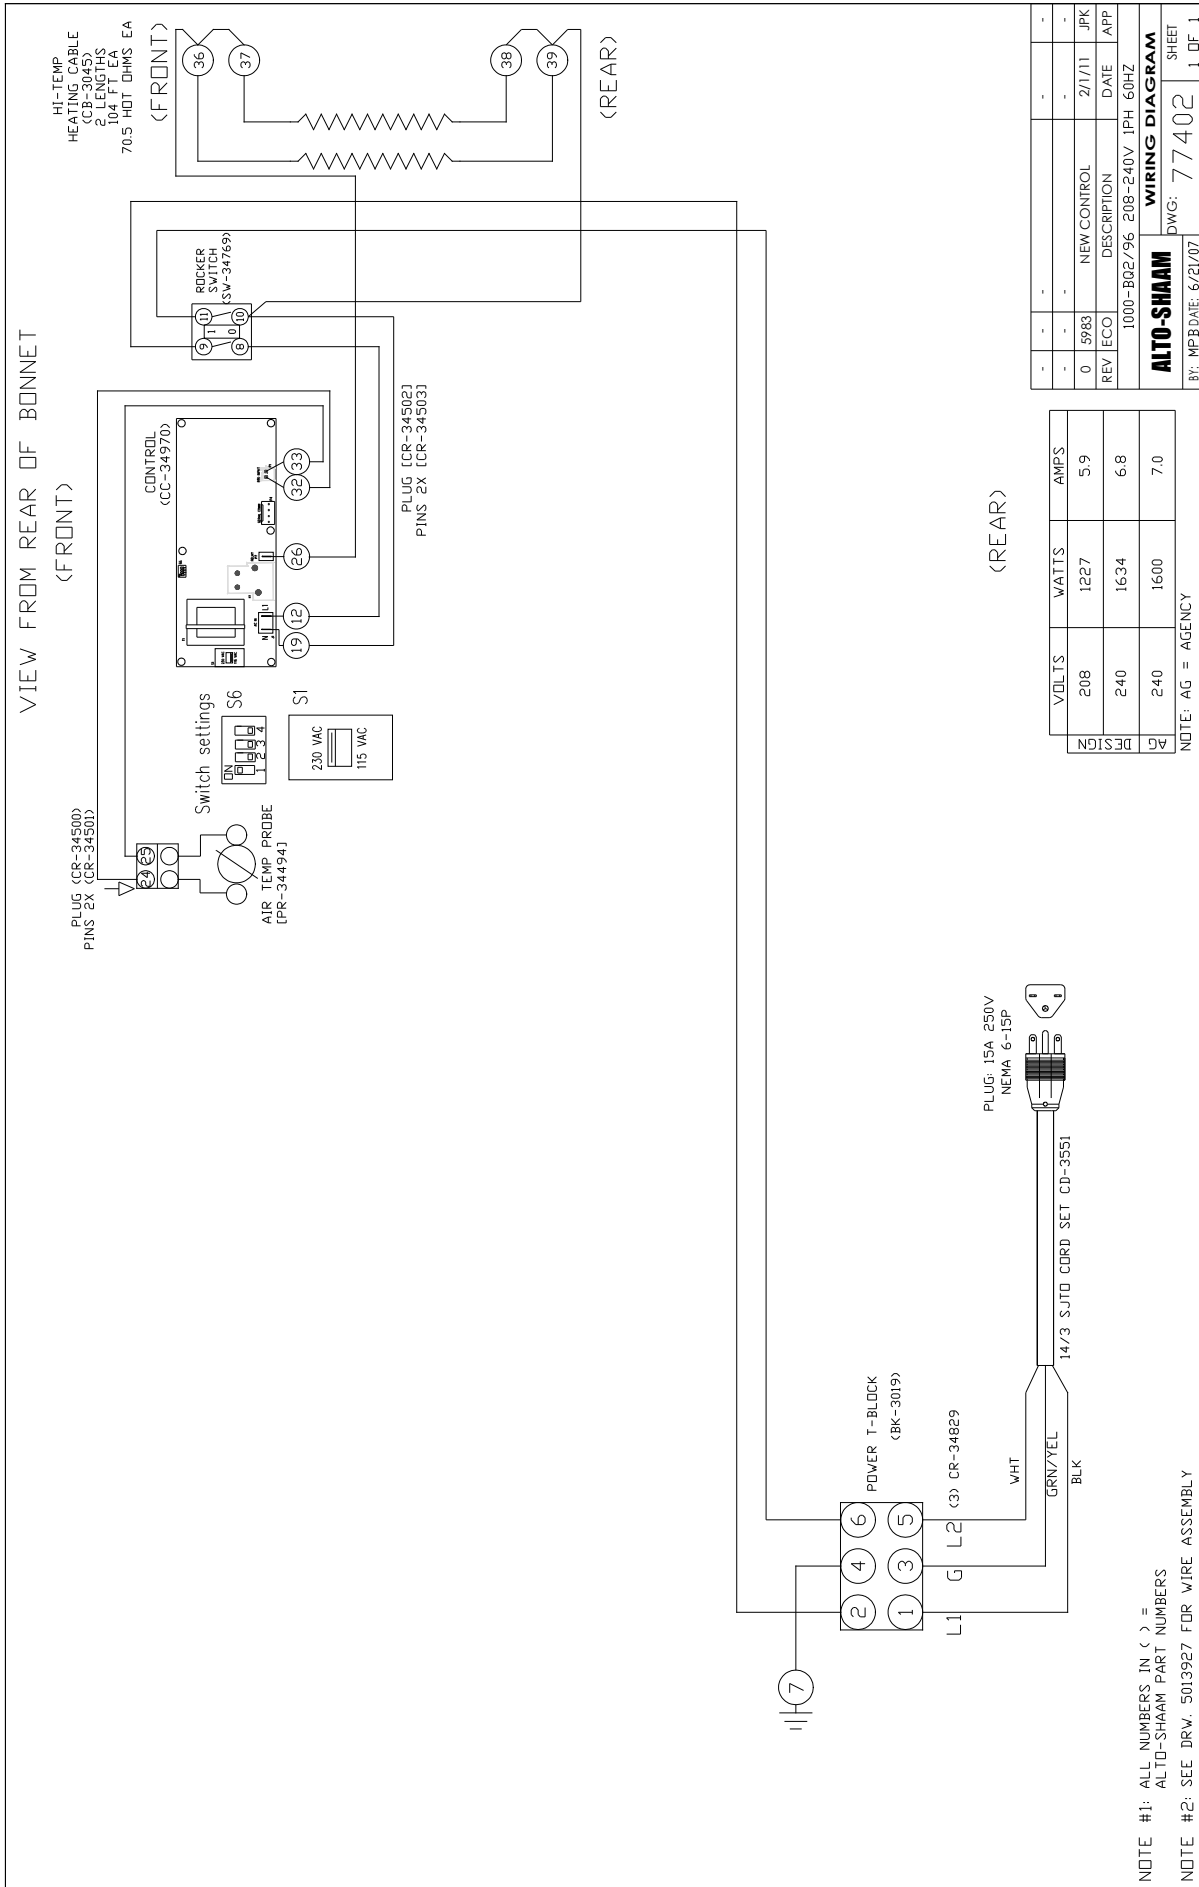 VIEW FROM REAR OF BONNET
(FRONT)
HI-TEMP
HEATING CABLE
(CB-3045)
2 LENGTHS
104 FT EA
70.5 HOT OHMS EA
(FRONT)
36
37
38
39
(REAR)
ROCKER
SWITCH
(SW-34769)
9
11
1
0
8
10
CONTROL
(CC-34970)
N
L1
19
12
26
32
33
PLUG [CR-34502]
PINS 2X [CR-34503]
Switch settings
S6
ON
1 2 3 4
S1
230 VAC
115 VAC
PLUG (CR-34500)
PINS 2X (CR-34501)
24
25
AIR TEMP PROBE
[PR-34494]
(REAR)
POWER T-BLOCK
(BK-3019)
2
4
6
1
3
5
7
L1
G
L2
(3) CR-34829
WHT
GRN/YEL
BLK
14/3 SJTO CORD SET CD-3551
PLUG: 15A 250V
NEMA 6-15P
NOTE #1: ALL NUMBERS IN ( ) =
ALTO-SHAAM PART NUMBERS
NOTE #2: SEE DRW. 5013927 FOR WIRE ASSEMBLY
VOLTS WATTS AMPS
DESIGN
208 1227 5.9
240 1634 6.8
AG 240 1600 7.0
NOTE: AG = AGENCY
- - - - -
- - - - -
0 5983 NEW CONTROL 2/1/11 JPK
REV ECO DESCRIPTION DATE APP
1000-BQ2/96 208-240V 1PH 60HZ
ALTO-SHAAM
WIRING DIAGRAM
BY: MPB DATE: 6/21/07
DWG: 77402
SHEET
1 OF 1